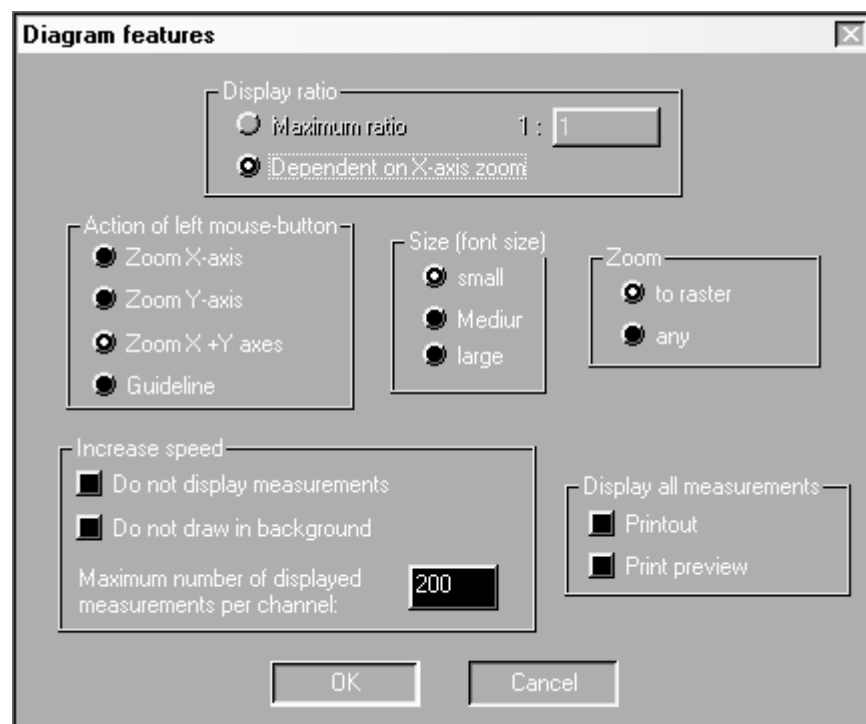 Diagram features
Display ratio
Maximum ratio 1 : 1
Dependent on X-axis zoom
Action of left mouse-button
Zoom X-axis
Zoom Y-axis
Zoom X +Y axes
Guideline
Size (font size)
small
Mediur
large
Zoom
to raster
any
Increase speed
Do not display measurements
Do not draw in background
Maximum number of displayed
measurements per channel: 200
Display all measurements
Printout
Print preview
OK Cancel